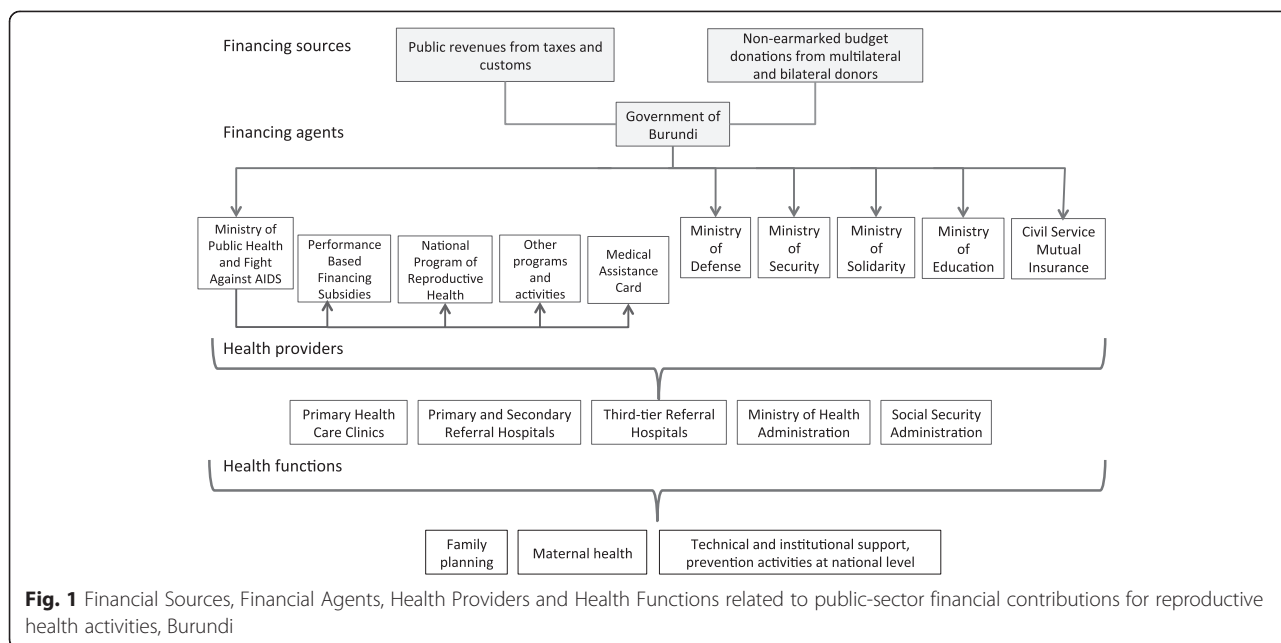 Financing sources
Public revenues from taxes and
customs
Non-earmarked budget
donations from multilateral
and bilateral donors
Financing agents
Government of
Burundi
Ministry of
Public Health
and Fight
Against AIDS
Performance
Based
Financing
Subsidies
National
Program of
Reproductive
Health
Other
programs
and
activities
Medical
Assistance
Card
Ministry
of
Defense
Ministry
of
Security
Ministry
of
Solidarity
Ministry
of
Education
Civil Service
Mutual
Insurance
Health providers
Primary Health
Care Clinics
Primary and Secondary
Referral Hospitals
Third-tier Referral
Hospitals
Ministry of Health
Administration
Social Security
Administration
Health functions
Family
planning
Maternal health
Technical and institutional support,
prevention activities at national level
Fig. 1 Financial Sources, Financial Agents, Health Providers and Health Functions related to public-sector financial contributions for reproductive
health activities, Burundi